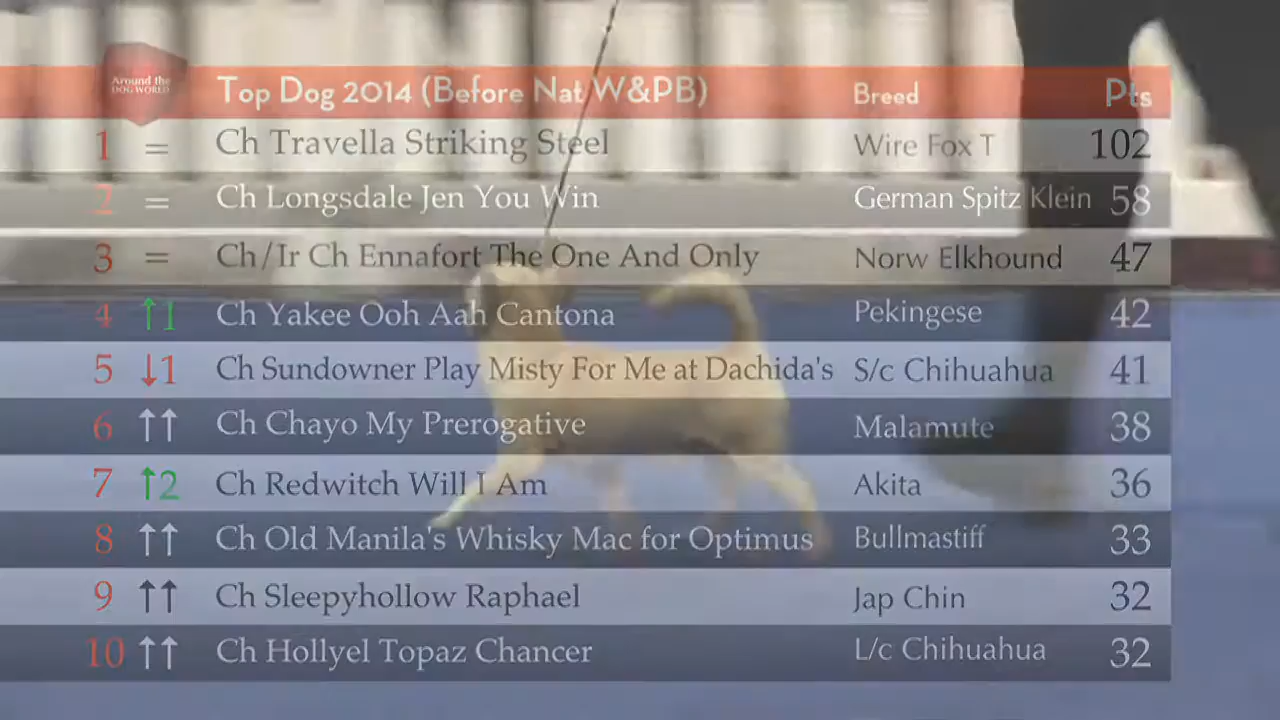 Around the
DOG WORLD
Top Dog 2014 (Before Nat W&PB) Breed Pts
1 = Ch Travella Striking Steel Wire Fox T 102
2 = Ch Longsdale Jen You Win German Spitz Klein 58
3 = Ch/Ir Ch Ennafort The One And Only Norw Elkhound 47
4 ↑1 Ch Yakee Ooh Aah Cantona Pekingese 42
5 ↓1 Ch Sundowner Play Misty For Me at Dachida's S/c Chihuahua 41
6 ↑↑ Ch Chayo My Prerogative Malamute 38
7 ↑2 Ch Redwitch Will I Am Akita 36
8 ↑↑ Ch Old Manila's Whisky Mac for Optimus Bullmastiff 33
9 ↑↑ Ch Sleepyhollow Raphael Jap Chin 32
10 ↑↑ Ch Hollyel Topaz Chancer L/c Chihuahua 32